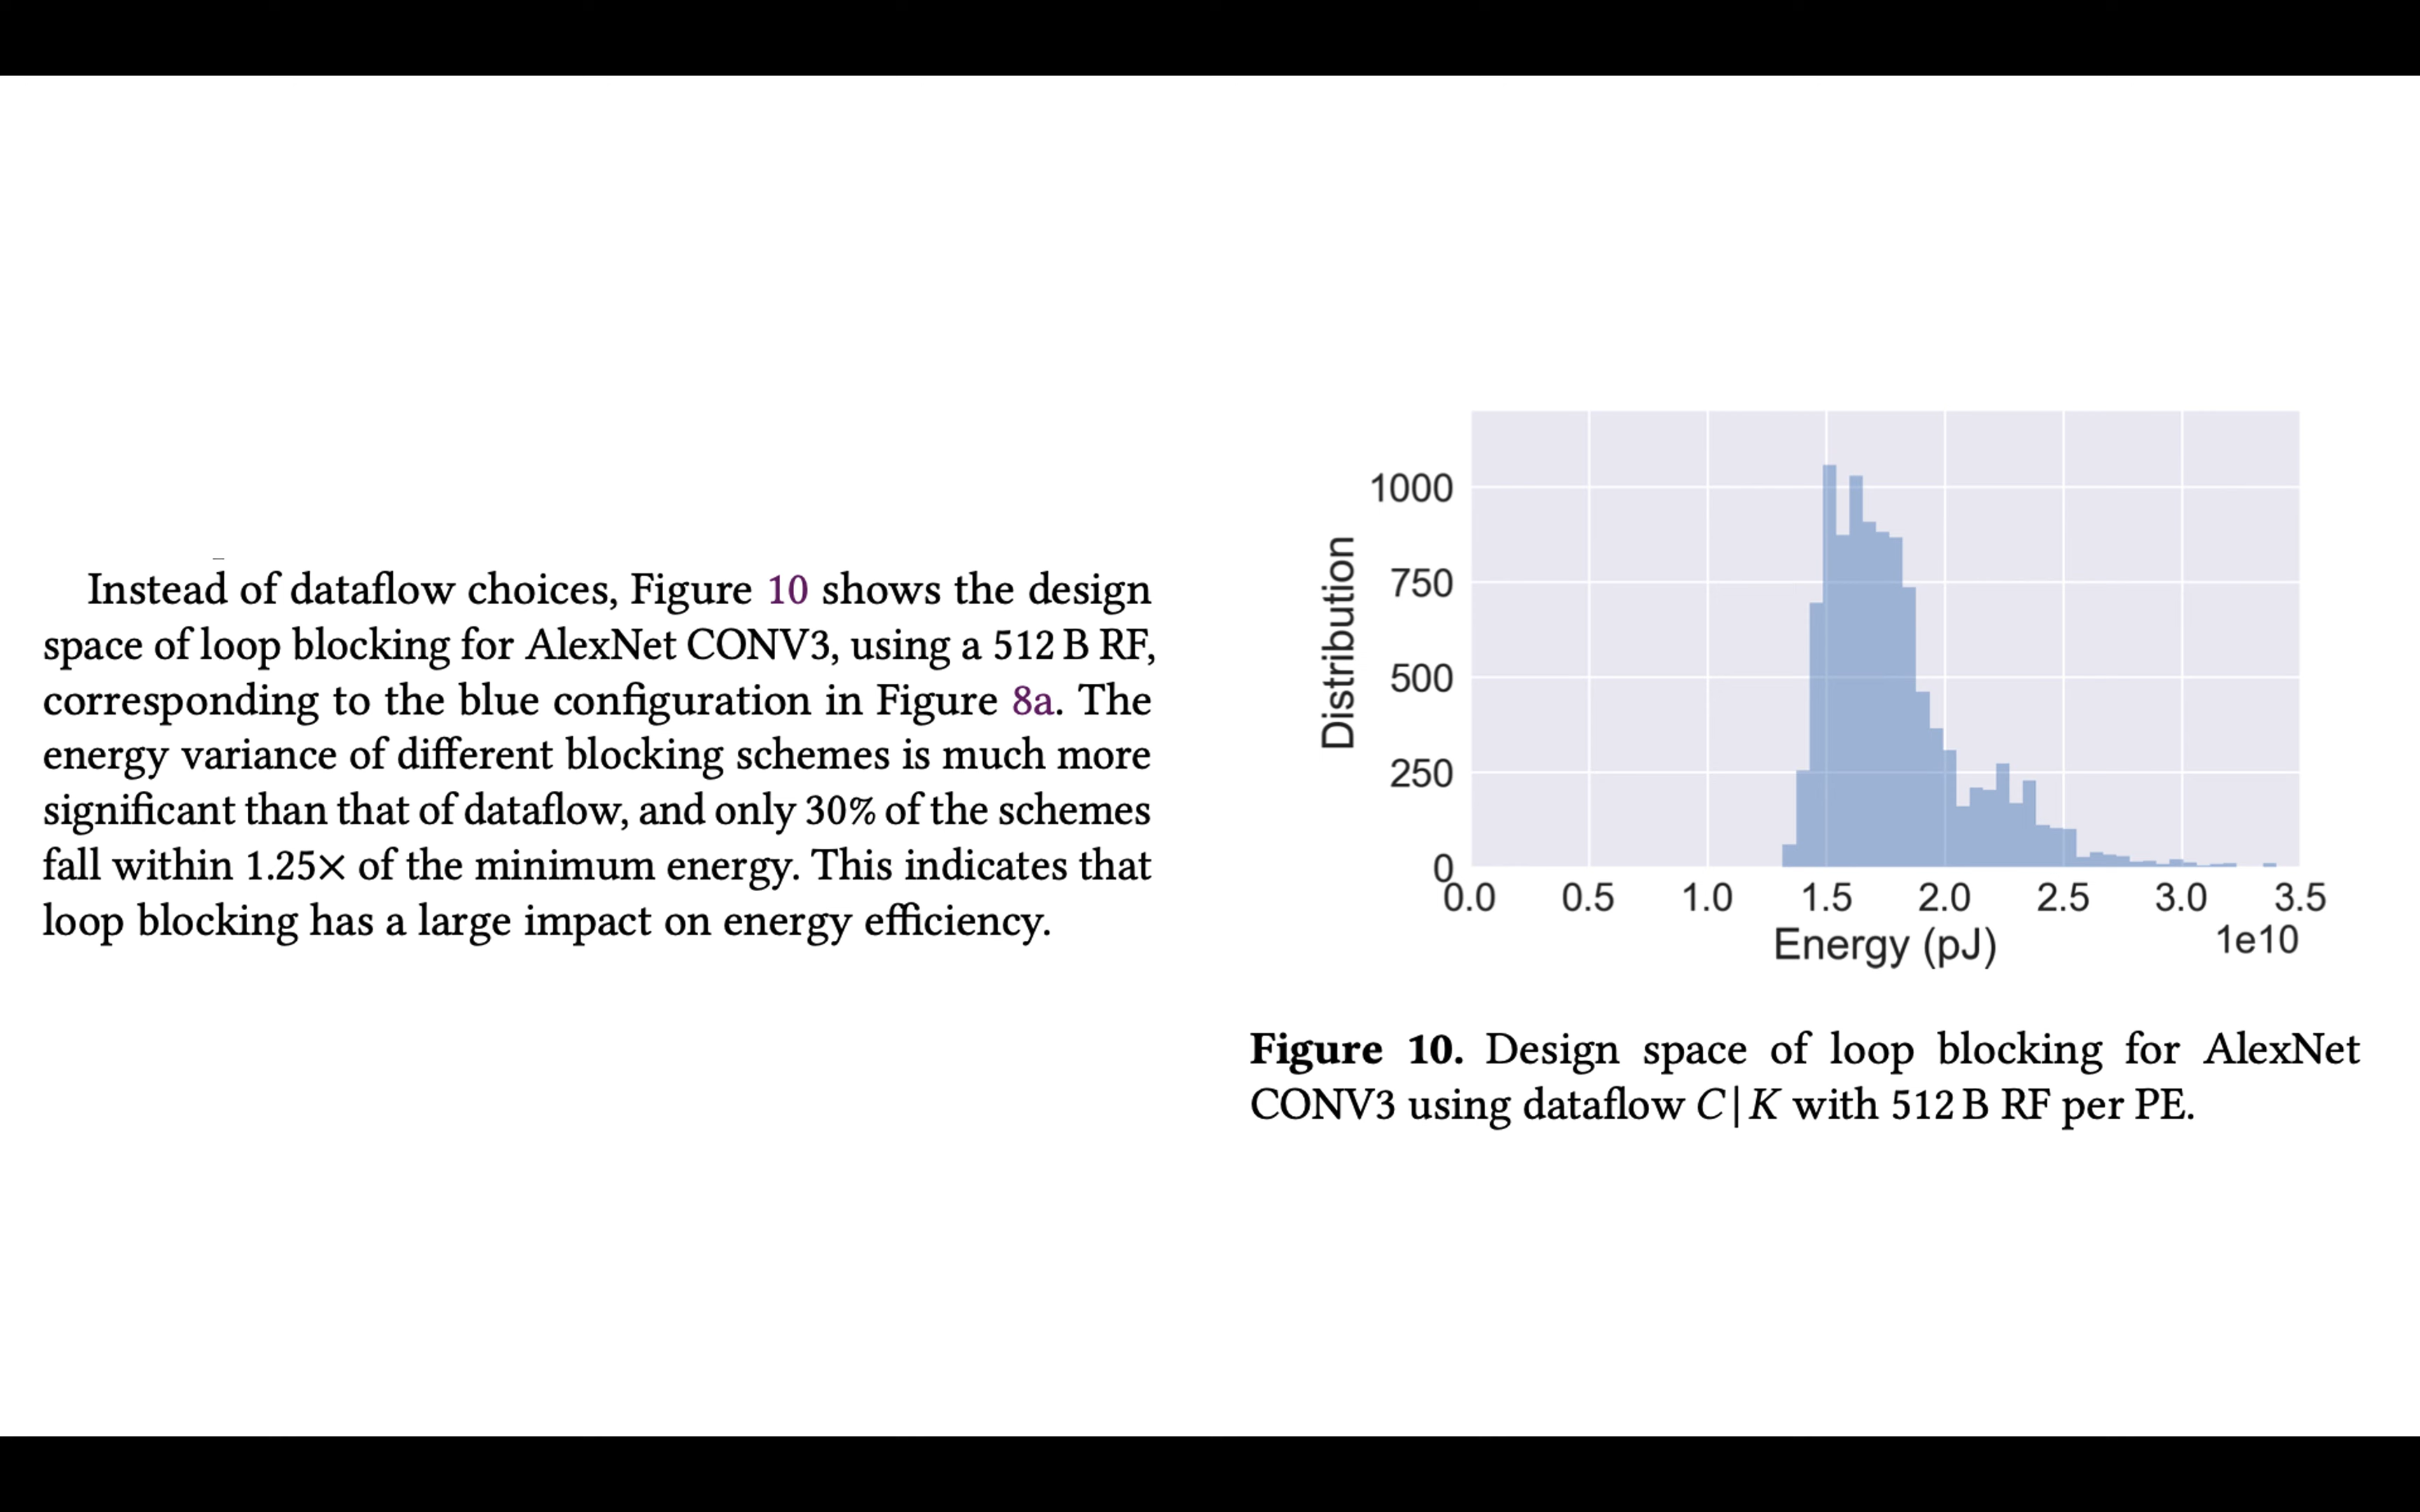 Instead of dataflow choices, Figure 10 shows the design
space of loop blocking for AlexNet CONV3, using a 512 B RF,
corresponding to the blue configuration in Figure 8a. The
energy variance of different blocking schemes is much more
significant than that of dataflow, and only 30% of the schemes
fall within 1.25× of the minimum energy. This indicates that
loop blocking has a large impact on energy efficiency.
Distribution
1000
750
500
250
0
0.0 0.5 1.0 1.5 2.0 2.5 3.0 3.5
Energy (pJ)
1e10
Figure 10. Design space of loop blocking for AlexNet
CONV3 using dataflow C|K with 512 B RF per PE.